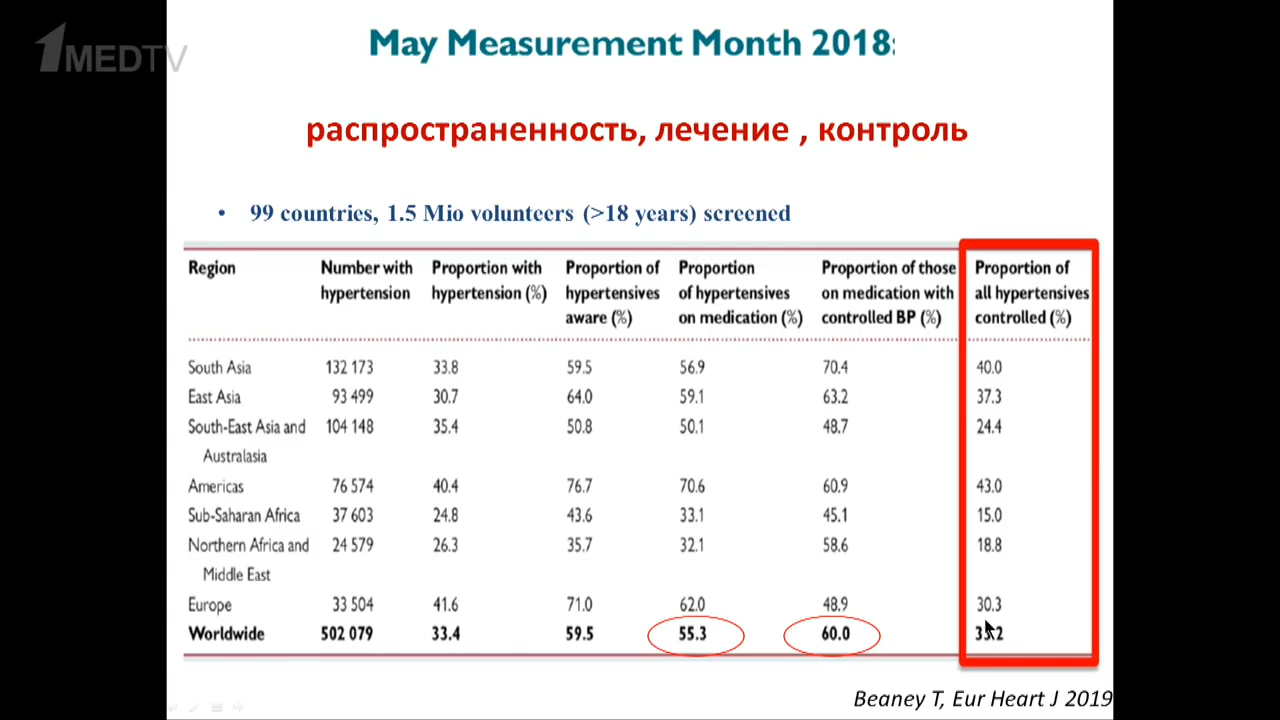 1MEDTV
May Measurement Month 2018:
распространенность, лечение , контроль
• 99 countries, 1.5 Mio volunteers (>18 years) screened
Region Number with hypertension Proportion with hypertension (%) Proportion of hypertensives aware (%) Proportion of hypertensives on medication (%) Proportion of those on medication with controlled BP (%) Proportion of all hypertensives controlled (%)
South Asia 132 173 33.8 59.5 56.9 70.4 40.0
East Asia 93 499 30.7 64.0 59.1 63.2 37.3
South-East Asia and 104 148 35.4 50.8 50.1 48.7 24.4
Australasia
Americas 76 574 40.4 76.7 70.6 60.9 43.0
Sub-Saharan Africa 37 603 24.8 43.6 33.1 45.1 15.0
Northern Africa and 24 579 26.3 35.7 32.1 58.6 18.8
Middle East
Europe 33 504 41.6 71.0 62.0 48.9 30.3
Worldwide 502 079 33.4 59.5 55.3 60.0
Beaney T, Eur Heart J 2019